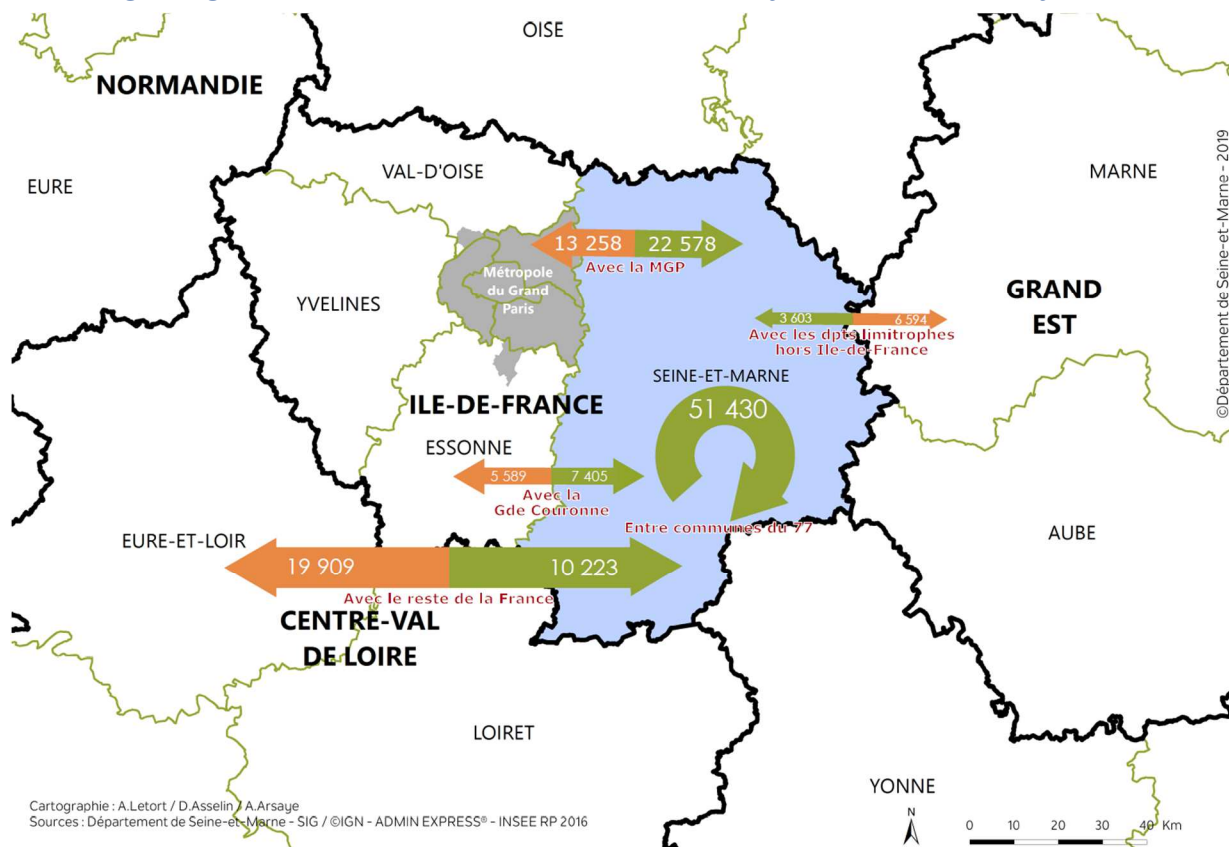 OISE
NORMANDIE
VAL-D'OISE
MARNE
EURE
13 258
22 578
Avec la MGP
Métropole
du Grand
Paris
YVELINES
GRAND
EST
3 603
6 594
Avec les dpts limitrophes
hors Ile-de-France
SEINE-ET-MARNE
51 430
ILE-DE-FRANCE
ESSONNE
5 589
7 405
Avec la
Gde Couronne
Entre communes du 77
EURE-ET-LOIR
AUBE
19 909
10 223
Avec le reste de la France
CENTRE-VAL
DE LOIRE
LOIRET
YONNE
©Département de Seine-et-Marne - 2019
Cartographie : A.Letort / D.Asselin / A.Arsaye
Sources : Département de Seine-et-Marne - SIG / ©IGN - ADMIN EXPRESS® - INSEE RP 2016
N
0 10 20 30 40 Km